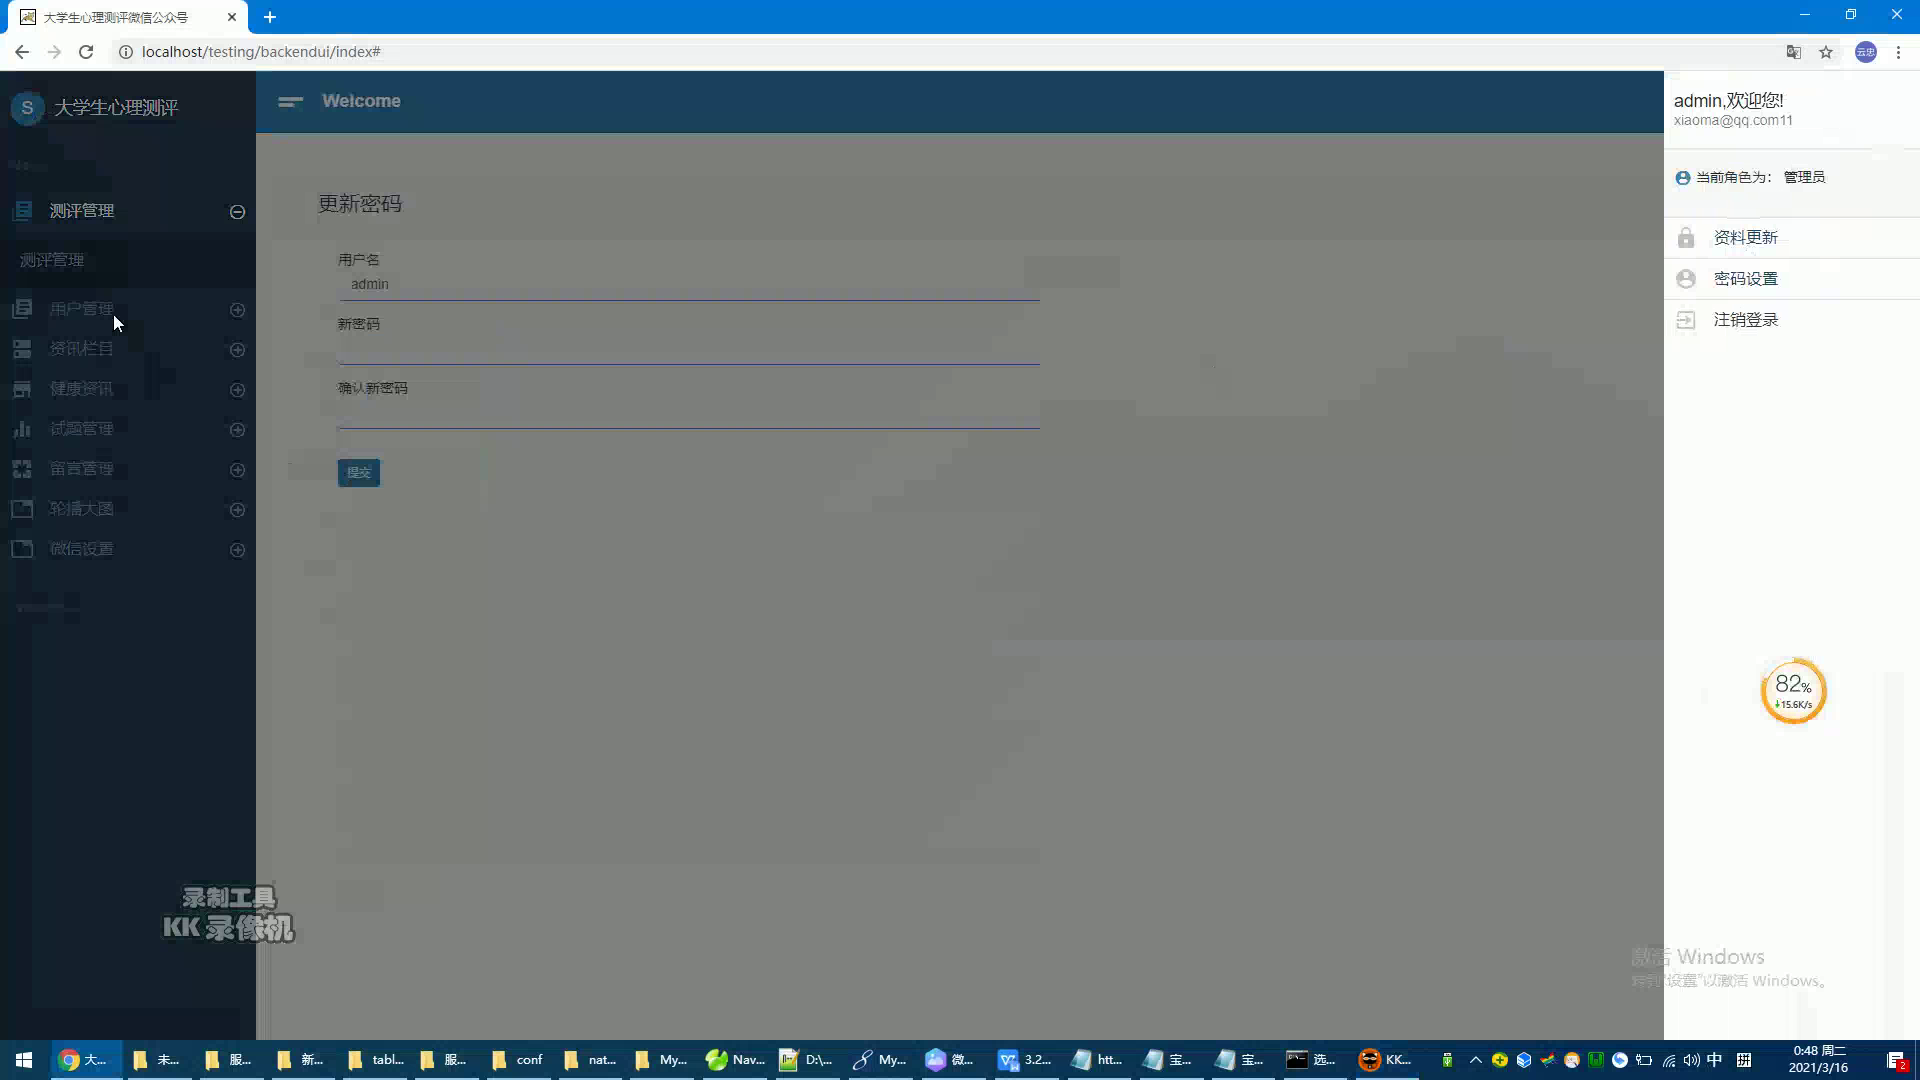 大学生心理测评微信公众号
localhost/testing/backendui/index#
云忠
S 大学生心理测评
Welcome
admin,欢迎您!
xiaoma@qq.com11
当前角色为： 管理员
资料更新
密码设置
注销登录
测评管理
测评管理
用户管理
资讯栏目
健康资讯
试题管理
留言管理
轮播大图
微信设置
更新密码
用户名
admin
新密码
确认新密码
提交
82%
15.6K/s
录制工具
KK 录像机
激活 Windows
转到“设置”以激活 Windows。
大...
未...
服...
新...
tabl...
服...
conf
nat...
My...
Nav...
D:\...
My...
微...
3.2...
htt...
宝...
宝...
选...
KK...
中
拼
0:48 周二
2021/3/16
2